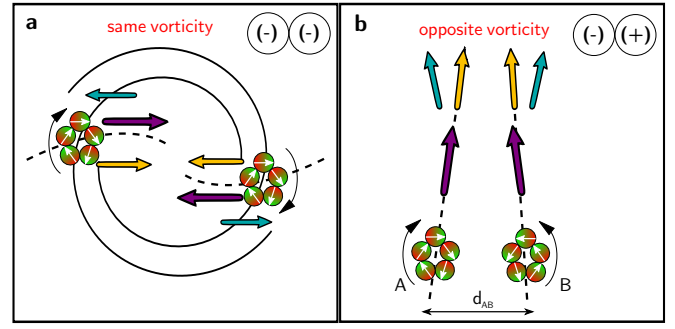 a
same vorticity
(-) (-)
b
opposite vorticity
(-) (+)
A
B
d_AB